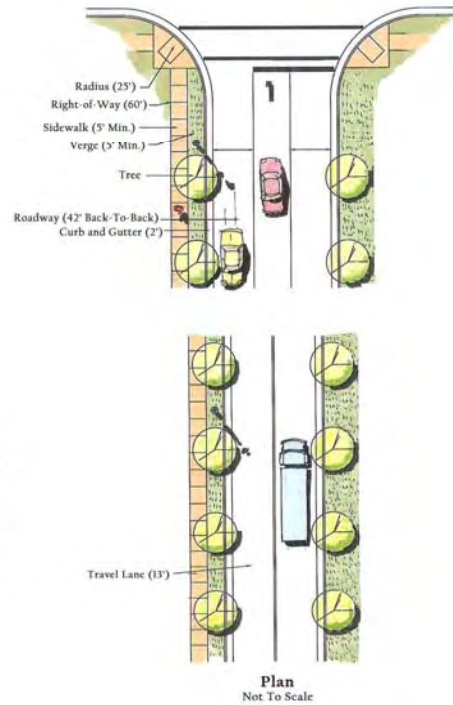 Radius (25')
Right-of-Way (60')
Sidewalk (5' Min.)
Verge (5' Min.)
Tree
Roadway (42' Back-To-Back)
Curb and Gutter (2')
Travel Lane (13')
Plan
Not To Scale